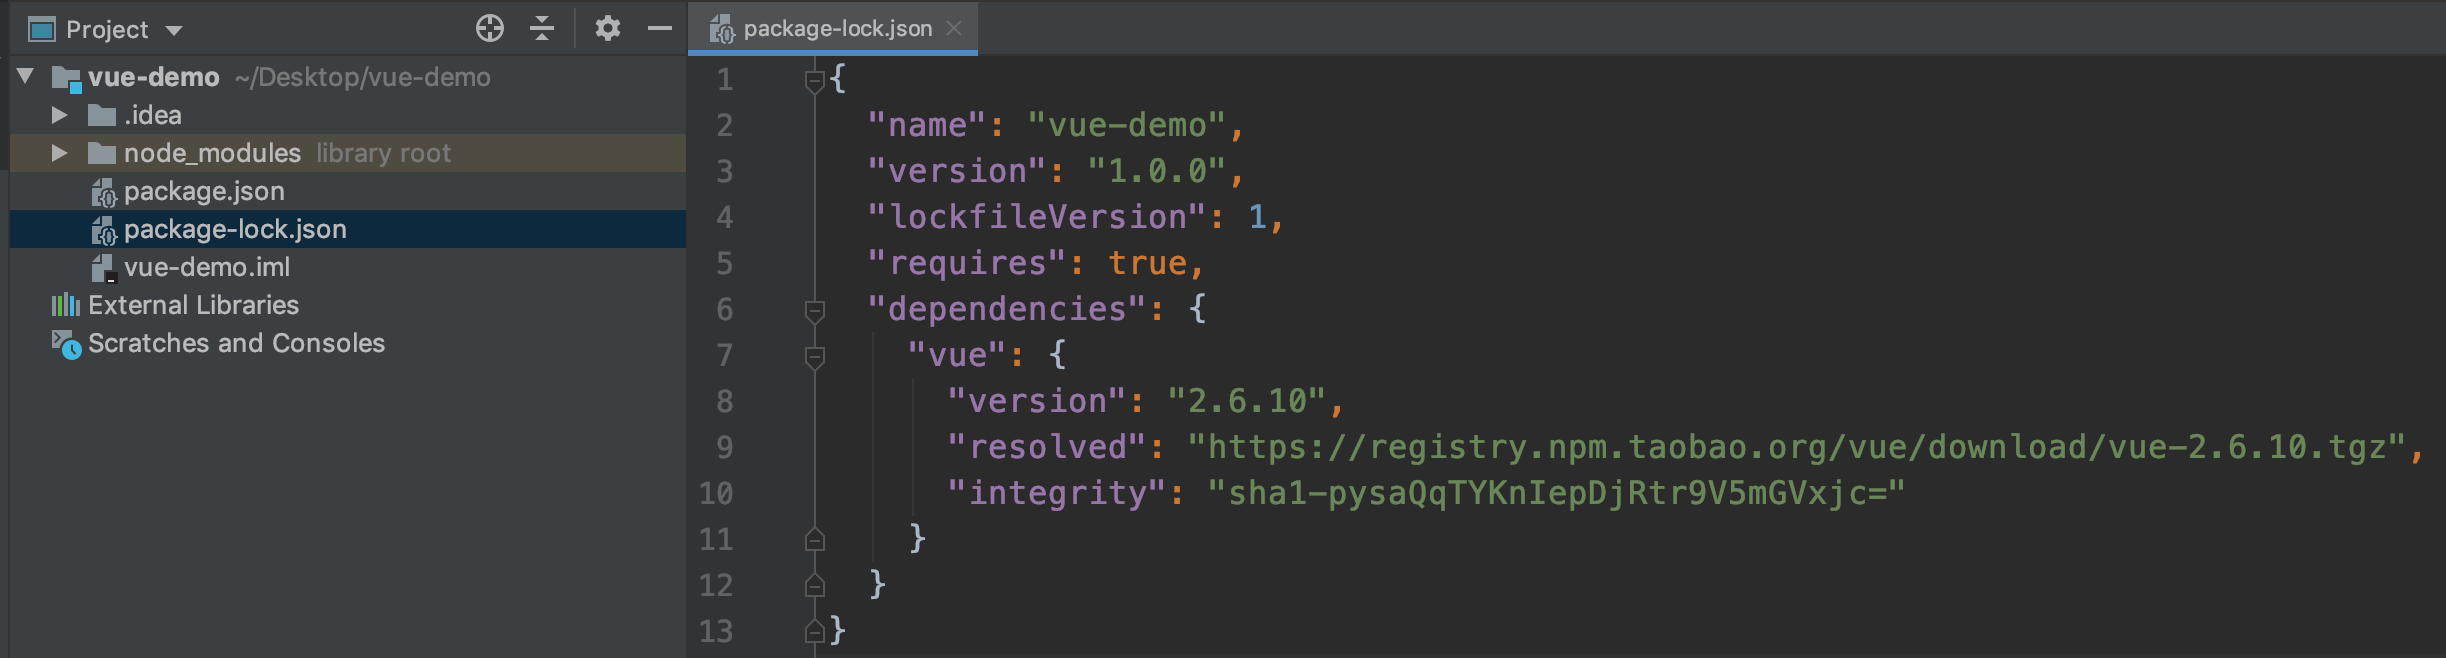 Project
vue-demo ~/Desktop/vue-demo
.idea
node_modules library root
package.json
package-lock.json
vue-demo.iml
External Libraries
Scratches and Consoles
package-lock.json
1 {
2 "name": "vue-demo",
3 "version": "1.0.0",
4 "lockfileVersion": 1,
5 "requires": true,
6 "dependencies": {
7 "vue": {
8 "version": "2.6.10",
9 "resolved": "https://registry.npm.taobao.org/vue/download/vue-2.6.10.tgz",
10 "integrity": "sha1-pysaQqTYKnIepDjRtr9V5mGVxjc="
11 }
12 }
13 }